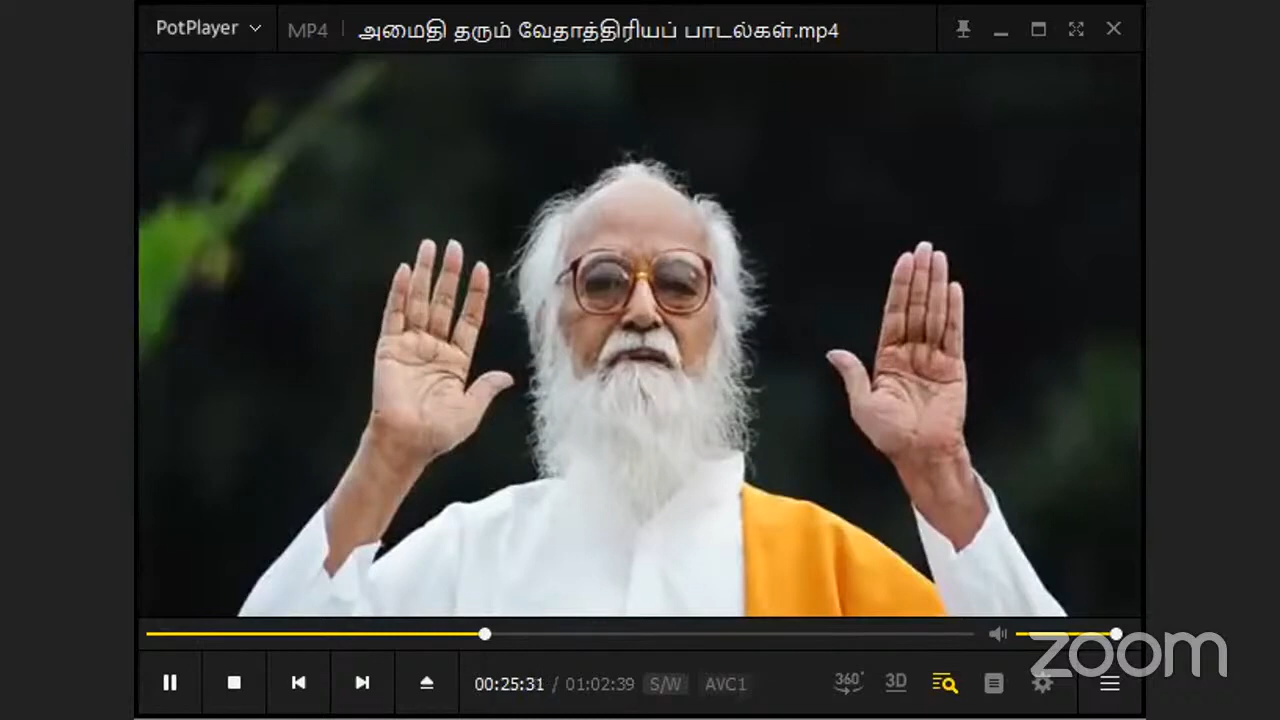 PotPlayer
MP4
அமைதி தரும் வேதாத்திரியப் பாடல்கள்.mp4
00:25:31 / 01:02:39 S/W AVC1
360°
3D
zoom